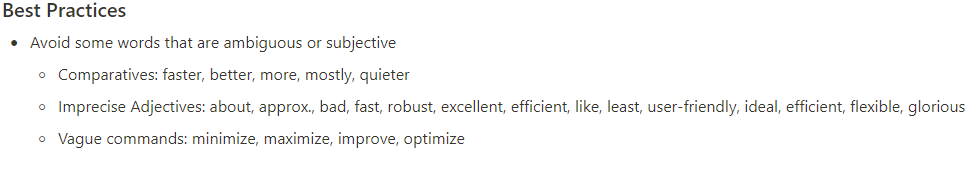 Best Practices
• Avoid some words that are ambiguous or subjective
◦ Comparatives: faster, better, more, mostly, quieter
◦ Imprecise Adjectives: about, approx., bad, fast, robust, excellent, efficient, like, least, user-friendly, ideal, efficient, flexible, glorious
◦ Vague commands: minimize, maximize, improve, optimize